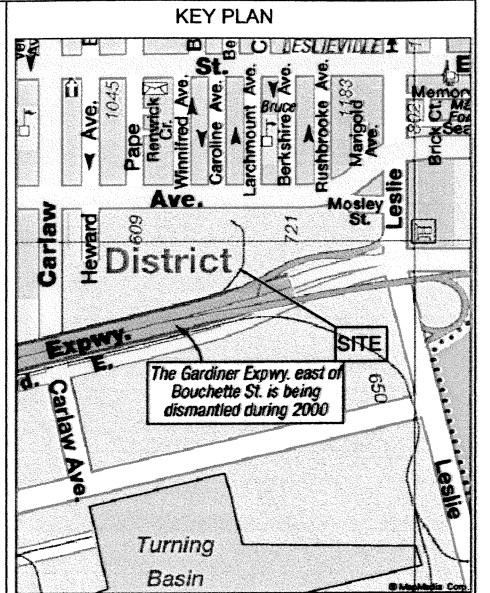 KEY PLAN
LESLIEVILLE
St.
1045
Ave.
Pape
Renwick
Cr.
Winnifred Ave.
Caroline Ave.
Larchmount Ave.
Bruce
Berkshire Ave.
Rushbrooke Ave.
1183
Marigold
Ave.
802
Brick Ct.
Memor
Ave.
Mosley
St.
Leslie
Carlaw
Heward
609
721
District
Expwy.
E.
d.
SITE
The Gardiner Expwy. east of
Bouchette St. is being
dismantled during 2000
650
Carlaw Ave.
Leslie
Turning
Basin
© MapMedia Corp.